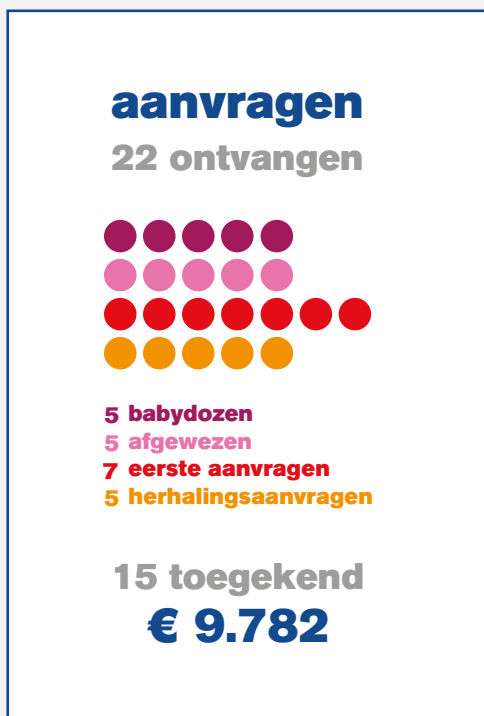 aanvragen
22 ontvangen
5 babydozen
5 afgewezen
7 eerste aanvragen
5 herhalingsaanvragen
15 toegekend
€ 9.782